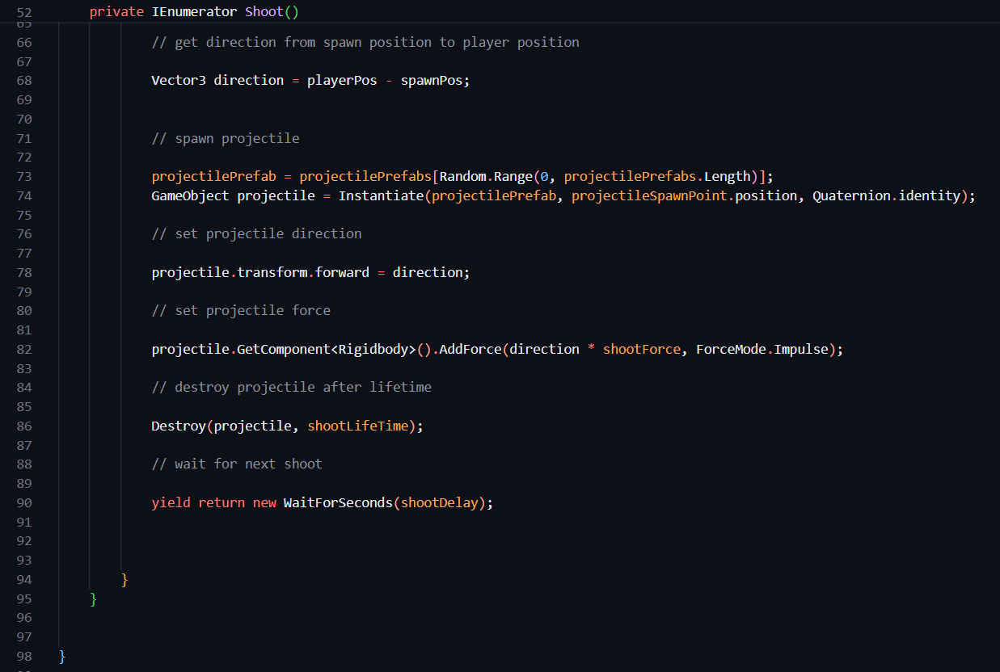 52 private IEnumerator Shoot()
65
66 // get direction from spawn position to player position
67
68 Vector3 direction = playerPos - spawnPos;
69
70
71 // spawn projectile
72
73 projectilePrefab = projectilePrefabs[Random.Range(0, projectilePrefabs.Length)];
74 GameObject projectile = Instantiate(projectilePrefab, projectileSpawnPoint.position, Quaternion.identity);
75
76 // set projectile direction
77
78 projectile.transform.forward = direction;
79
80 // set projectile force
81
82 projectile.GetComponent<Rigidbody>().AddForce(direction * shootForce, ForceMode.Impulse);
83
84 // destroy projectile after lifetime
85
86 Destroy(projectile, shootLifeTime);
87
88 // wait for next shoot
89
90 yield return new WaitForSeconds(shootDelay);
91
92
93
94 }
95 }
96
97
98 }